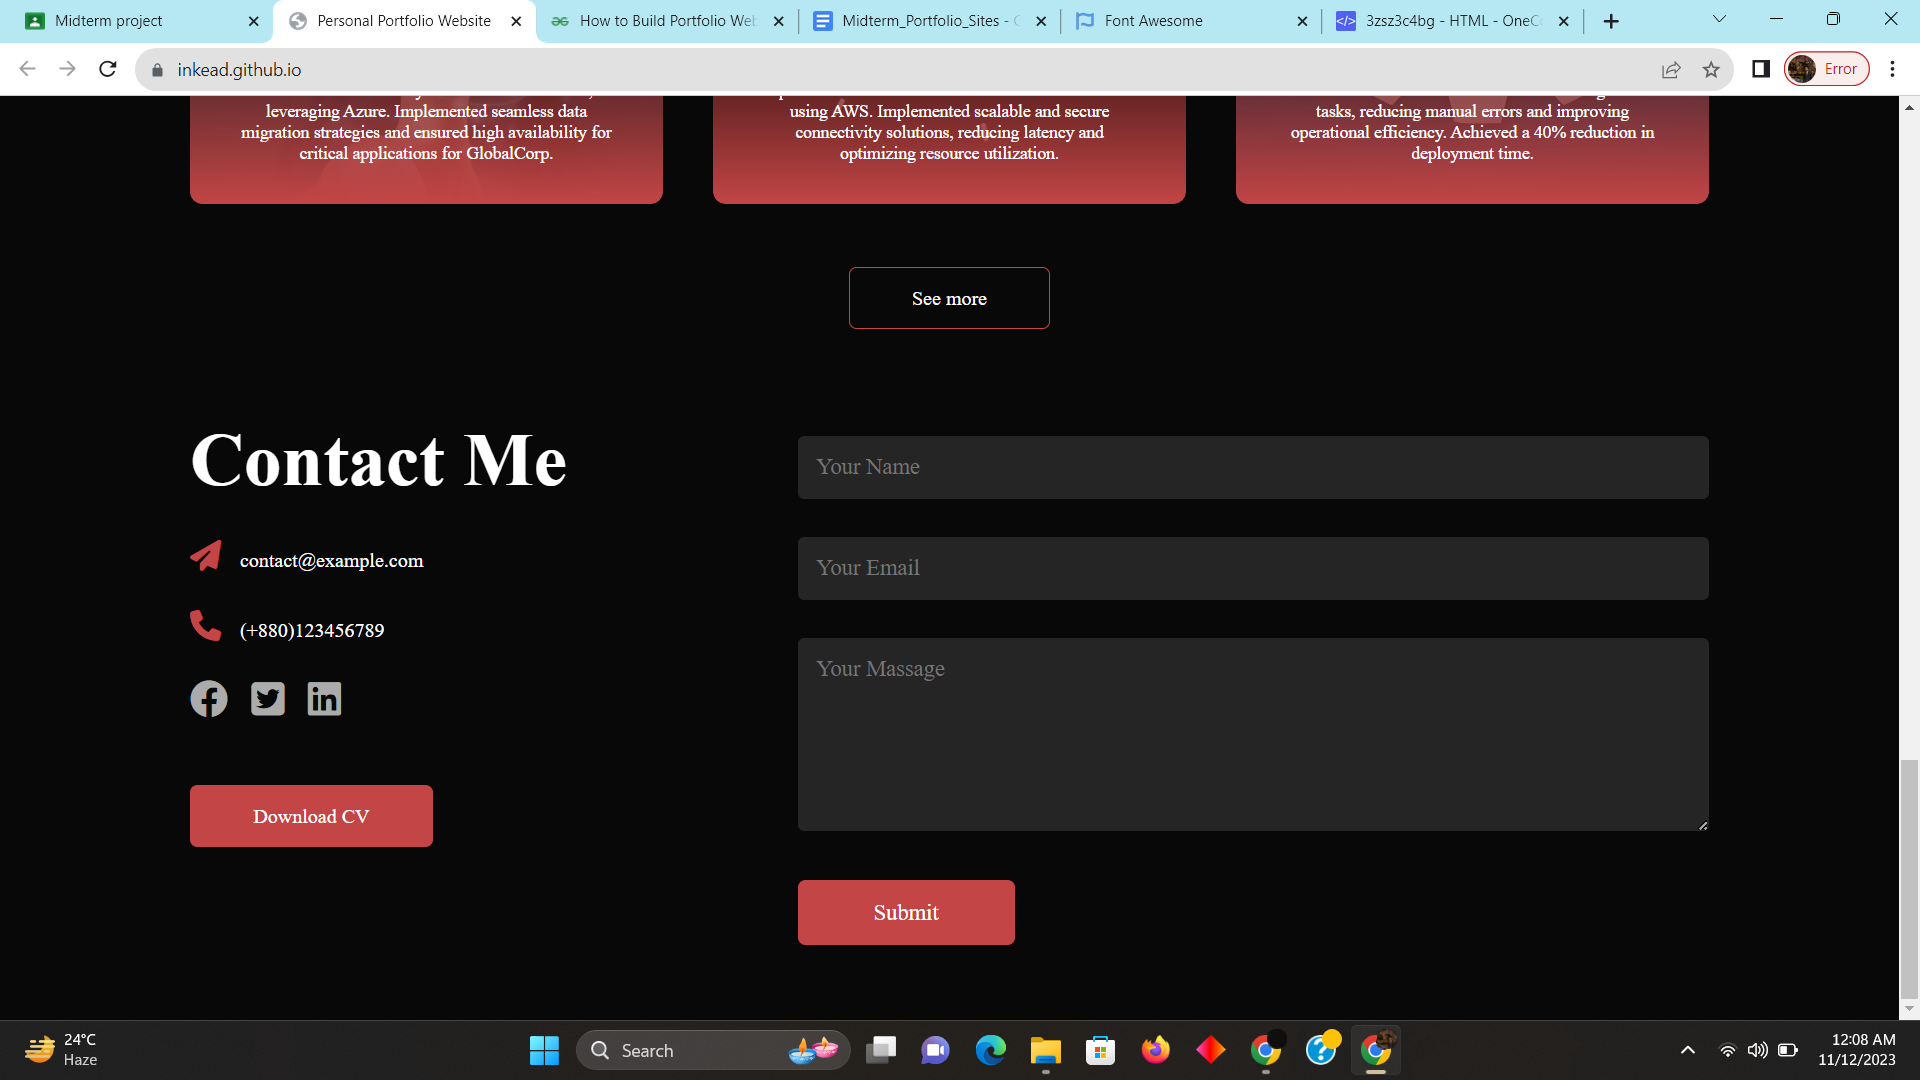 Midterm project
Personal Portfolio Website
How to Build Portfolio Web
Midterm_Portfolio_Sites -
Font Awesome
3zsz3c4bg - HTML - OneC
inkead.github.io
Error
leveraging Azure. Implemented seamless data
migration strategies and ensured high availability for
critical applications for GlobalCorp.
using AWS. Implemented scalable and secure
connectivity solutions, reducing latency and
optimizing resource utilization.
tasks, reducing manual errors and improving
operational efficiency. Achieved a 40% reduction in
deployment time.
See more
Contact Me
contact@example.com
(+880)123456789
Download CV
Your Name
Your Email
Your Massage
Submit
24°C
Haze
Search
12:08 AM
11/12/2023